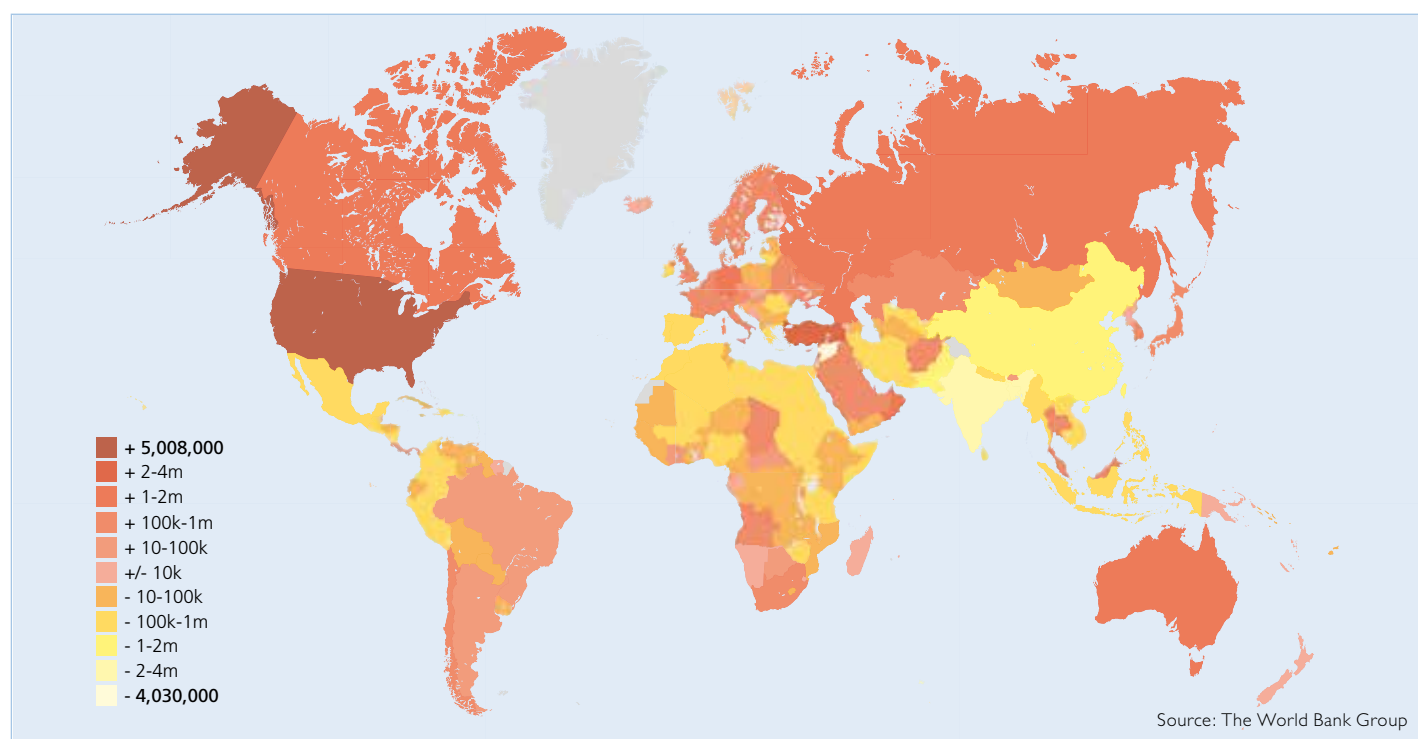 + 5,008,000
+ 2-4m
+ 1-2m
+ 100k-1m
+ 10-100k
+/- 10k
- 10-100k
- 100k-1m
- 1-2m
- 2-4m
- 4,030,000
Source: The World Bank Group